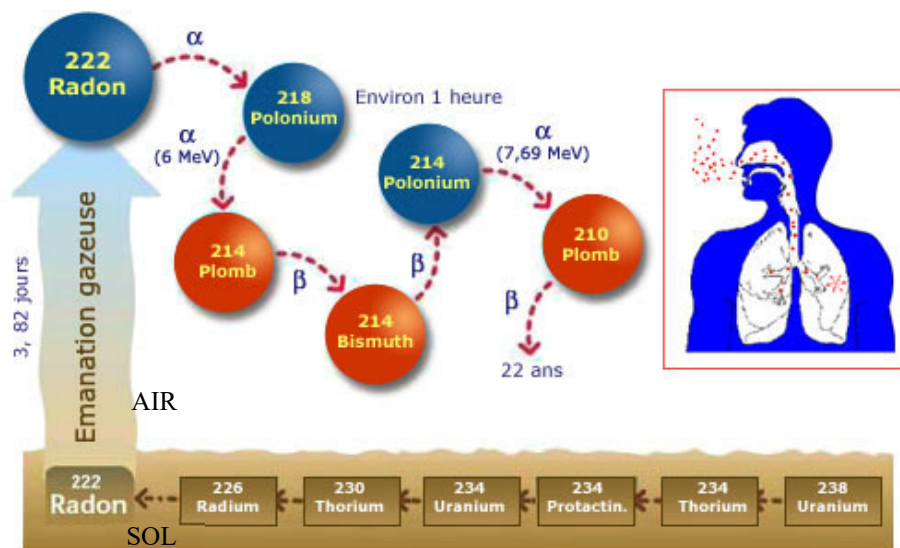 222
Radon
α
218
Polonium
Environ 1 heure
α
(6 MeV)
214
Plomb
β
214
Bismuth
β
214
Polonium
α
(7,69 MeV)
210
Plomb
β
22 ans
3, 82 jours
Emanation gazeuse
AIR
222
Radon
226
Radium
230
Thorium
234
Uranium
234
Protactin.
234
Thorium
238
Uranium
SOL